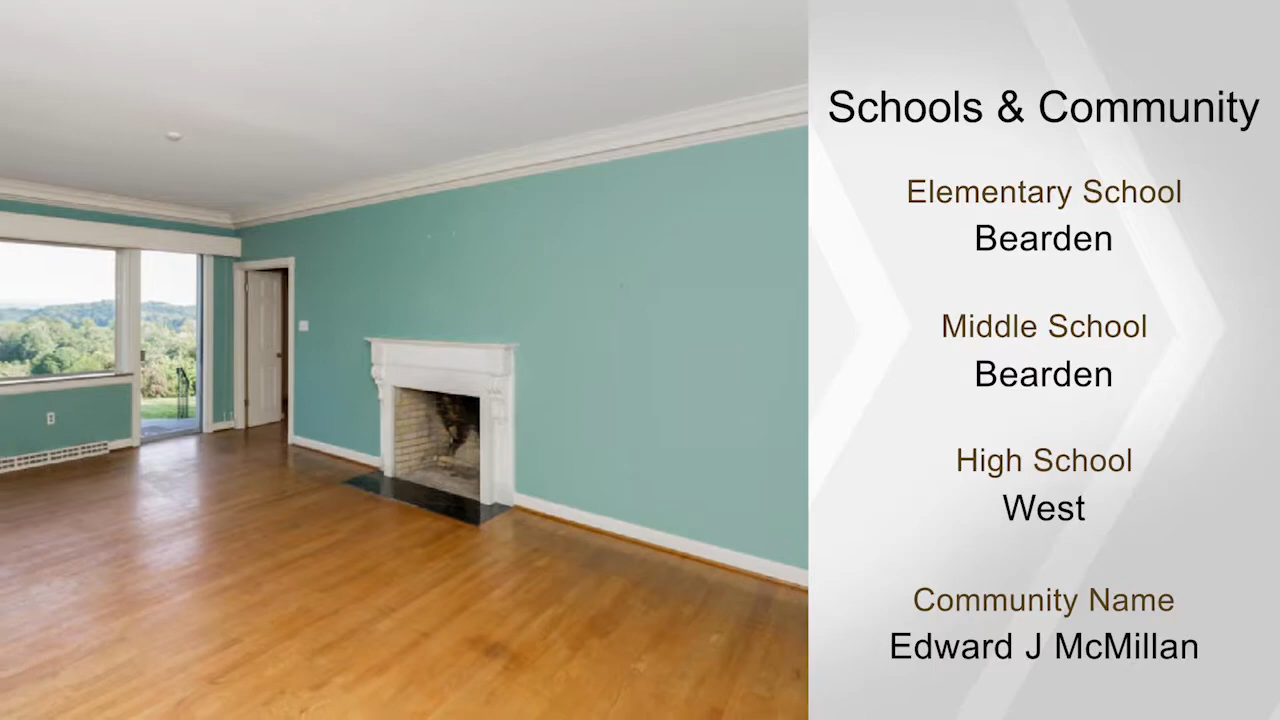 Schools & Community
Elementary School
Bearden
Middle School
Bearden
High School
West
Community Name
Edward J McMillan